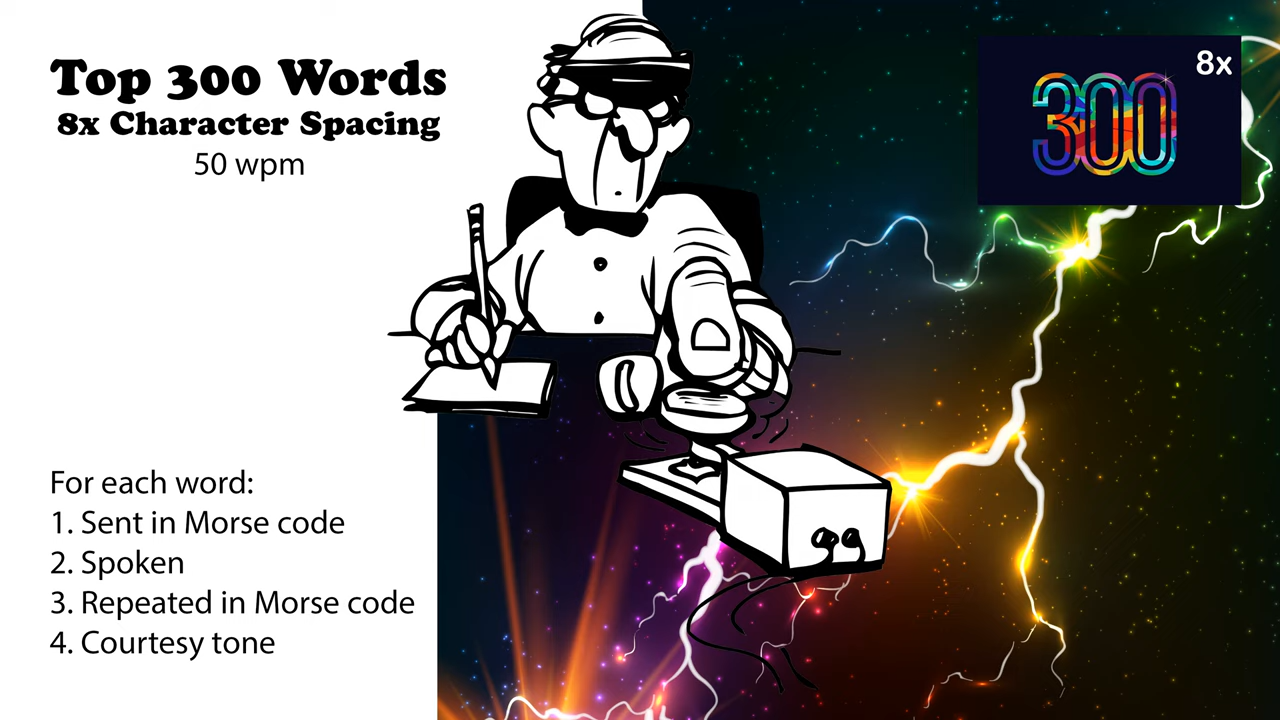 Top 300 Words
8x Character Spacing
50 wpm
8x
300
For each word:
1. Sent in Morse code
2. Spoken
3. Repeated in Morse code
4. Courtesy tone